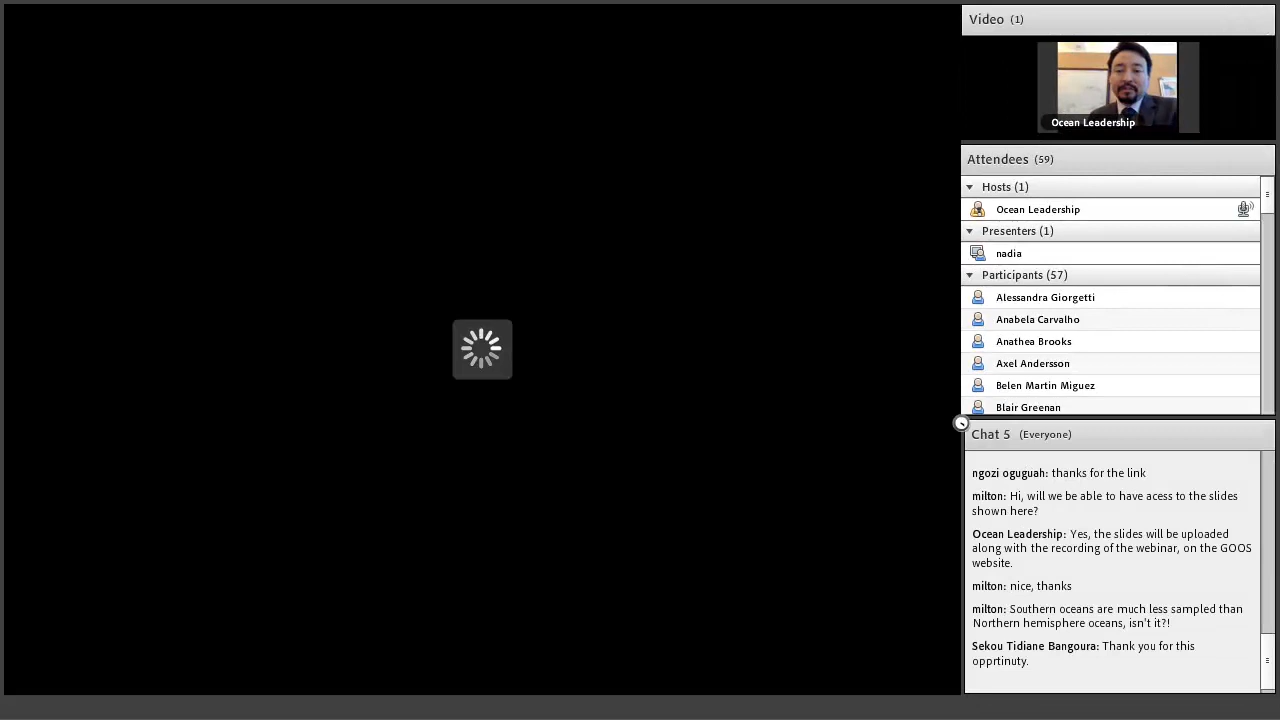 Video (1)
Ocean Leadership
Attendees (59)
Hosts (1)
Ocean Leadership
Presenters (1)
nadia
Participants (57)
Alessandra Giorgetti
Anabela Carvalho
Anathea Brooks
Axel Andersson
Belen Martin Miguez
Blair Greenan
Chat 5 (Everyone)
ngozi oguguah: thanks for the link
milton: Hi, will we be able to have acess to the slides
shown here?
Ocean Leadership: Yes, the slides will be uploaded
along with the recording of the webinar, on the GOOS
website.
milton: nice, thanks
milton: Southern oceans are much less sampled than
Northern hemisphere oceans, isn't it?!
Sekou Tidiane Bangoura: Thank you for this
opprtinuty.